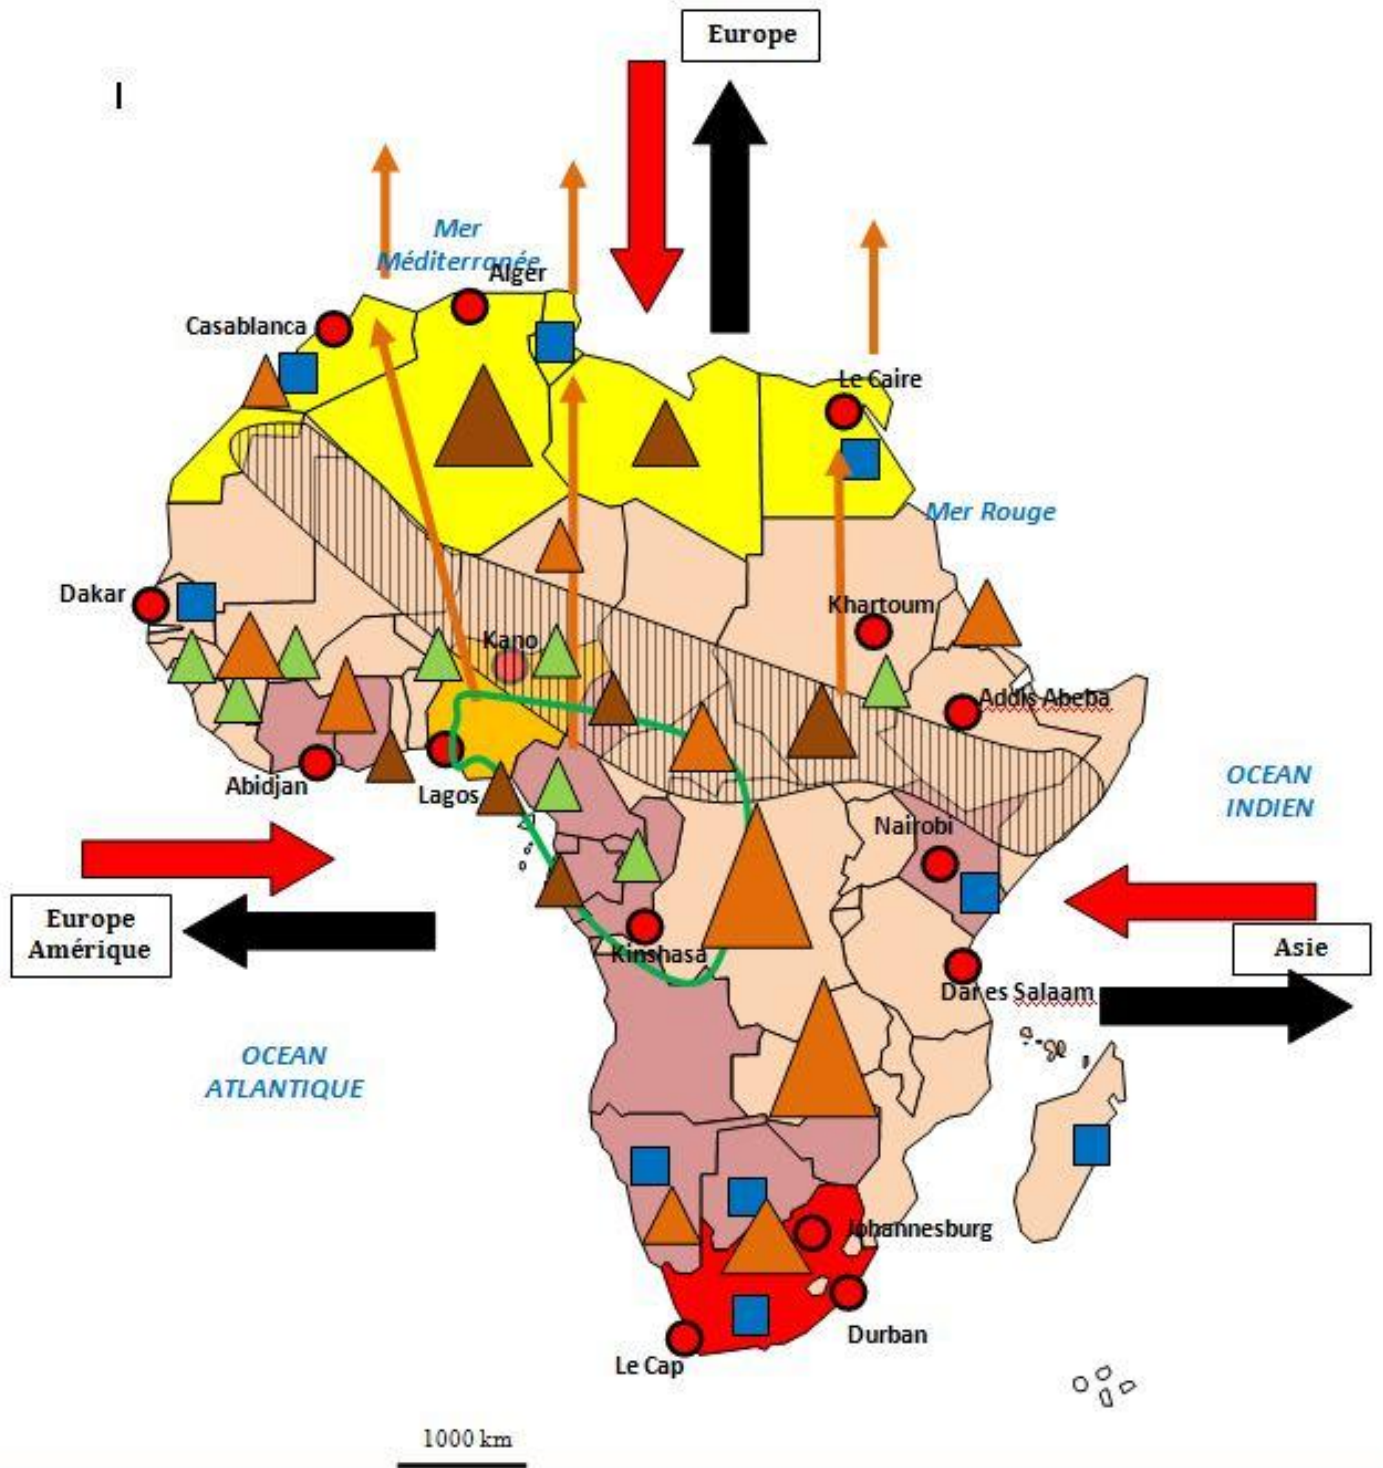 Europe
I
Mer
Méditerranée
Alger
Casablanca
Le Caire
Mer Rouge
Dakar
Khartoum
Kano
Addis Abeba
Abidjan
Lagos
OCEAN
INDIEN
Nairobi
Europe
Amérique
Kinshasa
Asie
Dar es Salaam
OCEAN
ATLANTIQUE
Johannesburg
Durban
Le Cap
1000 km